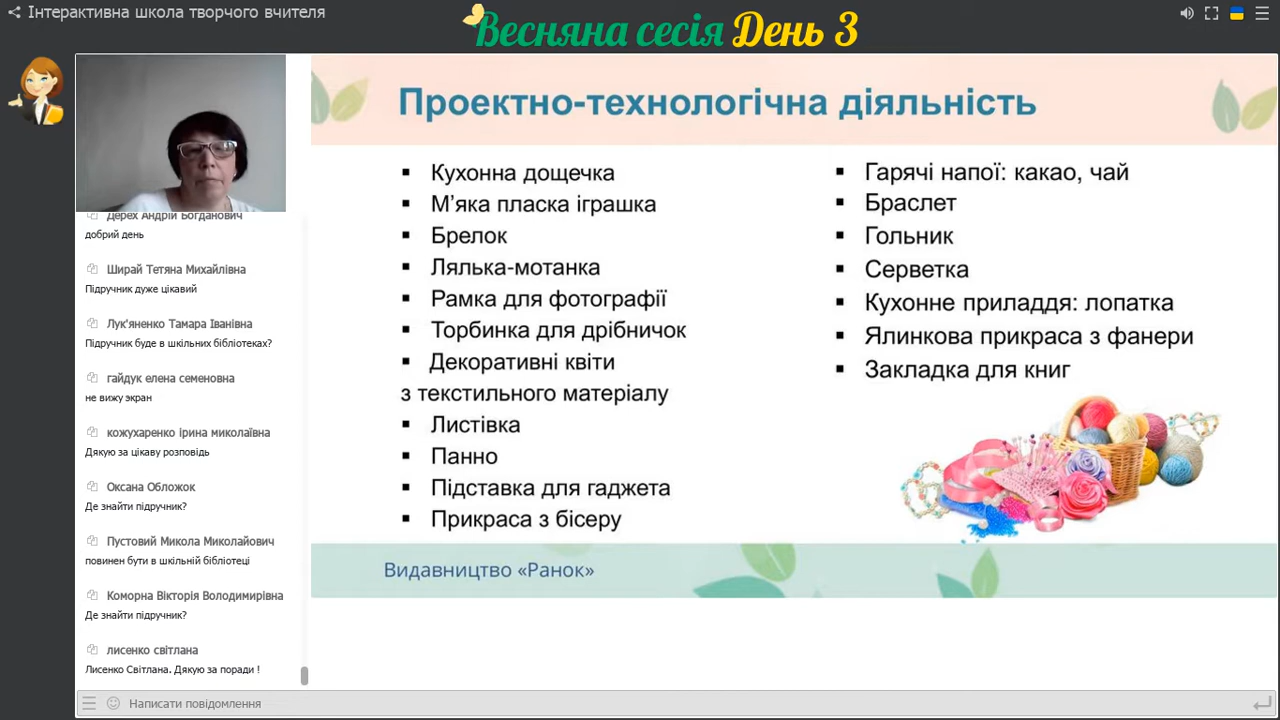 Інтерактивна школа творчого вчителя
Весняна сесія День 3
Дерех Андрій Богданович
добрий день
Ширай Тетяна Михайлівна
Підручник дуже цікавий
Лук'яненко Тамара Іванівна
Підручник буде в шкільних бібліотеках?
гайдук елена семеновна
не вижу экран
кожухаренко ірина миколаївна
Дякую за цікаву розповідь
Оксана Обложок
Де знайти підручник?
Пустовий Микола Миколайович
повинен бути в шкільній бібліотеці
Коморна Вікторія Володимирівна
Де знайти підручник?
лисенко світлана
Лисенко Світлана. Дякую за поради !
Написати повідомлення
Проектно-технологічна діяльність
Кухонна дощечка
М’яка пласка іграшка
Брелок
Лялька-мотанка
Рамка для фотографії
Торбинка для дрібничок
Декоративні квіти
з текстильного матеріалу
Листівка
Панно
Підставка для гаджета
Прикраса з бісеру
Гарячі напої: какао, чай
Браслет
Гольник
Серветка
Кухонне приладдя: лопатка
Ялинкова прикраса з фанери
Закладка для книг
Видавництво «Ранок»